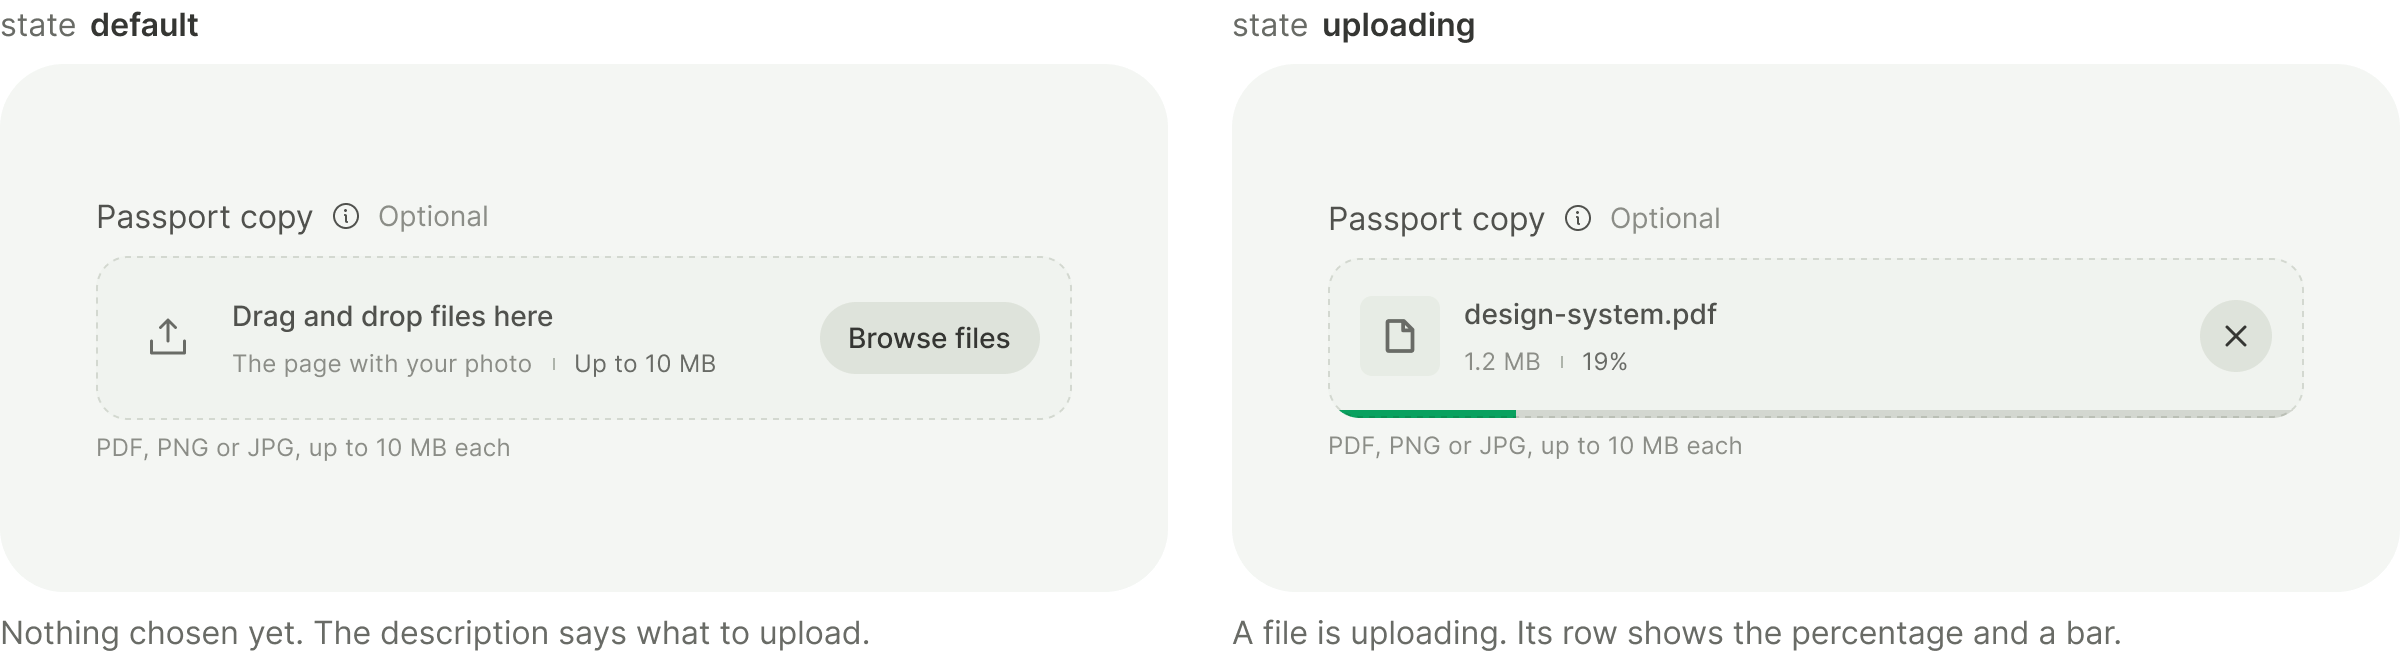 state default
Passport copy Optional
Drag and drop files here
The page with your photo Up to 10 MB
Browse files
PDF, PNG or JPG, up to 10 MB each
Nothing chosen yet. The description says what to upload.
state uploading
Passport copy Optional
design-system.pdf
1.2 MB 19%
PDF, PNG or JPG, up to 10 MB each
A file is uploading. Its row shows the percentage and a bar.